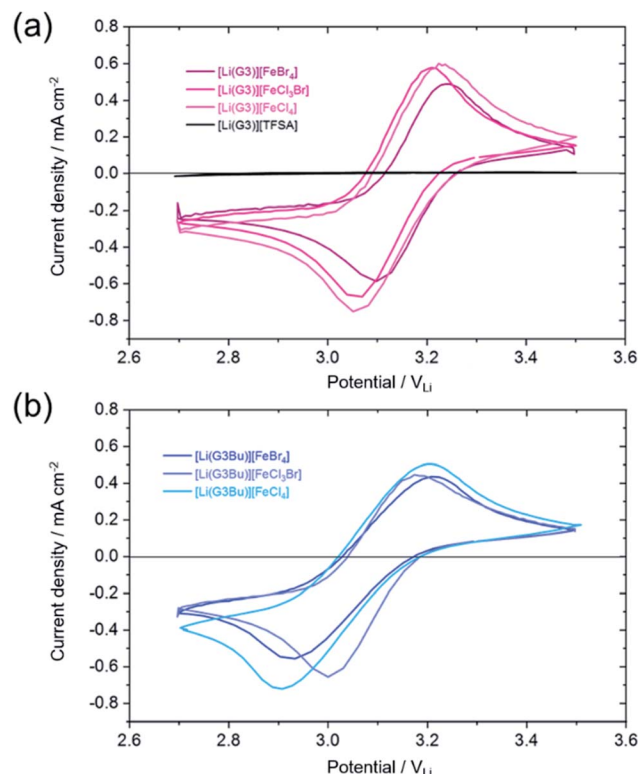 (a)
0.8
0.6
0.4
0.2
0.0
-0.2
-0.4
-0.6
-0.8
Current density / mA cm-2
[Li(G3)][FeBr4]
[Li(G3)][FeCl3Br]
[Li(G3)][FeCl4]
[Li(G3)][TFSA]
2.6 2.8 3.0 3.2 3.4 3.6
Potential / VLi
(b)
0.8
0.6
0.4
0.2
0.0
-0.2
-0.4
-0.6
-0.8
Current density / mA cm-2
[Li(G3Bu)][FeBr4]
[Li(G3Bu)][FeCl3Br]
[Li(G3Bu)][FeCl4]
2.6 2.8 3.0 3.2 3.4 3.6
Potential / VLi